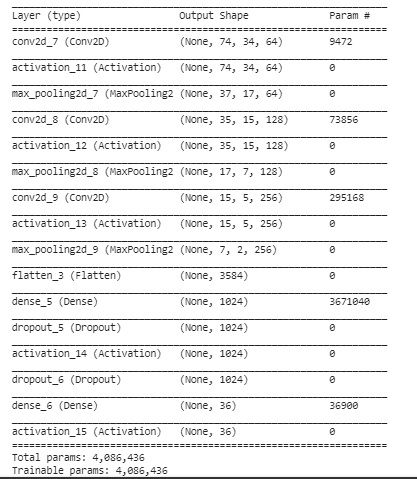 Layer (type) Output Shape Param #
conv2d_7 (Conv2D) (None, 74, 34, 64) 9472
activation_11 (Activation) (None, 74, 34, 64) 0
max_pooling2d_7 (MaxPooling2 (None, 37, 17, 64) 0
conv2d_8 (Conv2D) (None, 35, 15, 128) 73856
activation_12 (Activation) (None, 35, 15, 128) 0
max_pooling2d_8 (MaxPooling2 (None, 17, 7, 128) 0
conv2d_9 (Conv2D) (None, 15, 5, 256) 295168
activation_13 (Activation) (None, 15, 5, 256) 0
max_pooling2d_9 (MaxPooling2 (None, 7, 2, 256) 0
flatten_3 (Flatten) (None, 3584) 0
dense_5 (Dense) (None, 1024) 3671040
dropout_5 (Dropout) (None, 1024) 0
activation_14 (Activation) (None, 1024) 0
dropout_6 (Dropout) (None, 1024) 0
dense_6 (Dense) (None, 36) 36900
activation_15 (Activation) (None, 36) 0
Total params: 4,086,436
Trainable params: 4,086,436